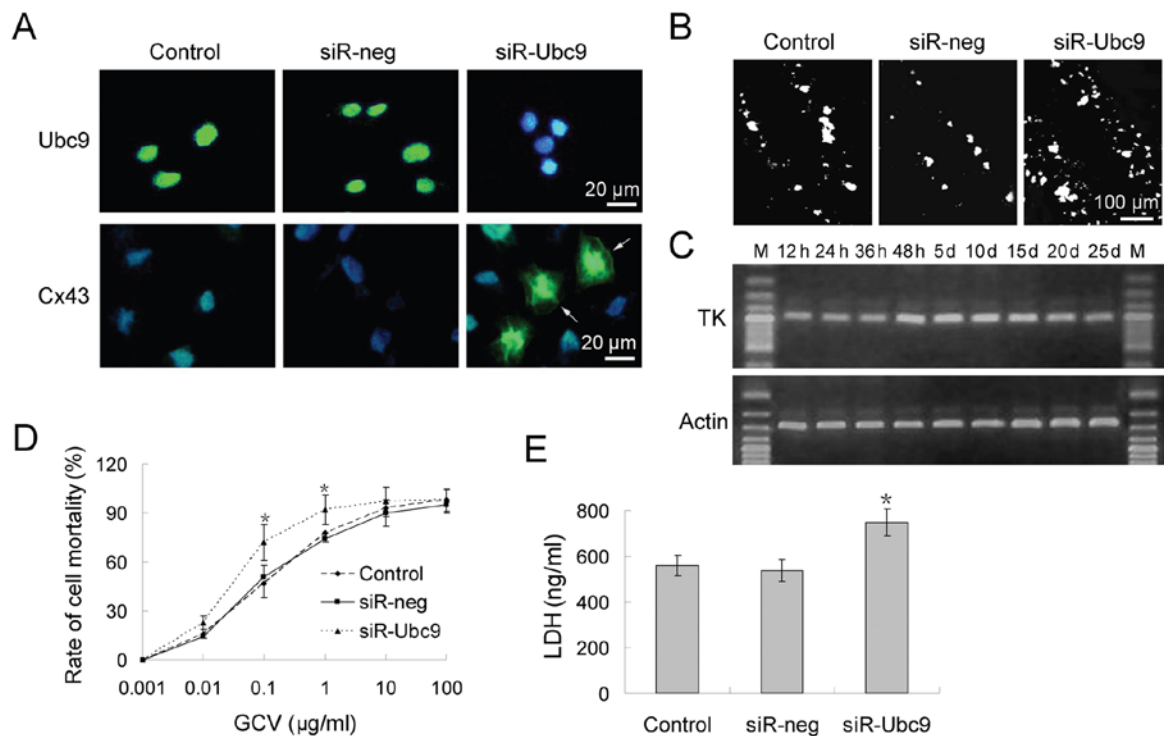 A
Control siR-neg siR-Ubc9
Ubc9
20 µm
Cx43
20 µm
B
Control siR-neg siR-Ubc9
100 µm
C
M 12 h 24 h 36 h 48 h 5 d 10 d 15 d 20 d 25 d M
TK
Actin
D
Rate of cell mortality (%)
120
90
60
30
0
* *
Control
siR-neg
siR-Ubc9
0.001 0.01 0.1 1 10 100
GCV (µg/ml)
E
LDH (ng/ml)
800
600
400
200
0
*
Control siR-neg siR-Ubc9